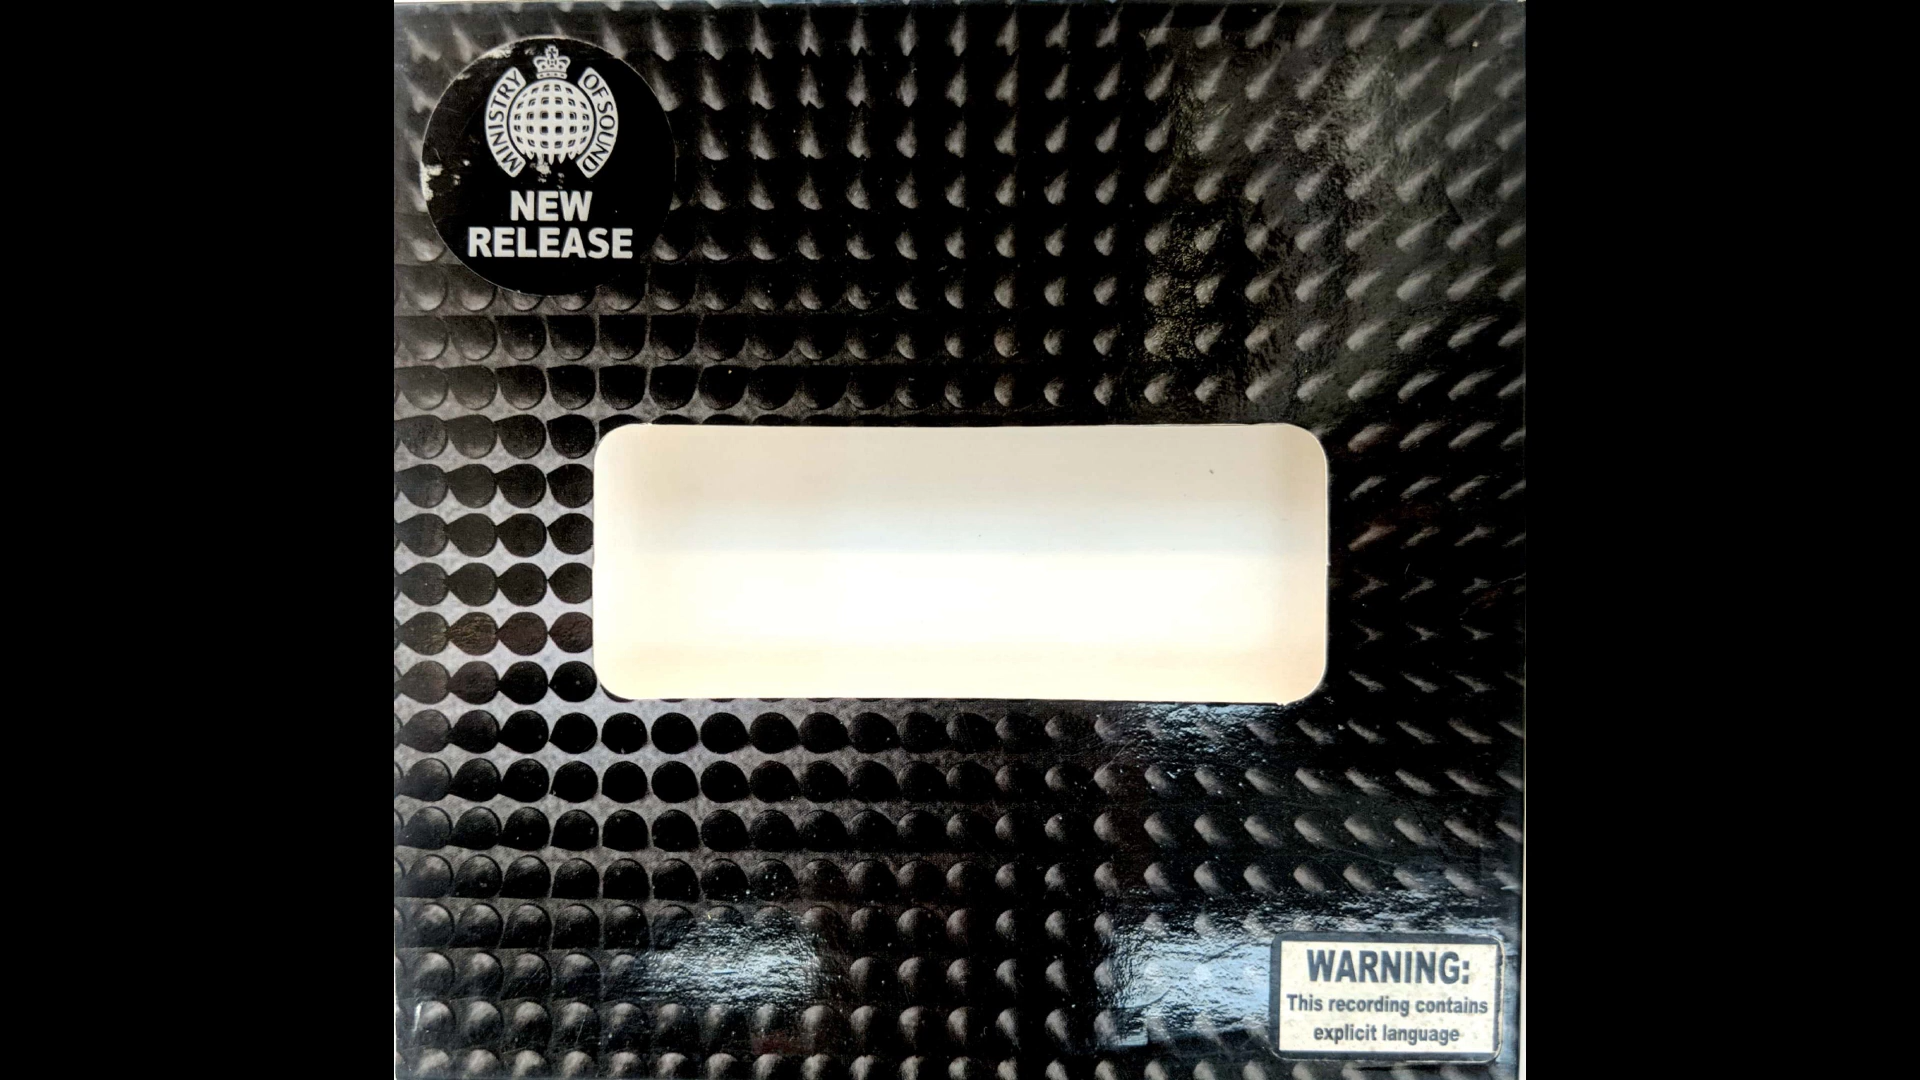 MINISTRY OF SOUND
NEW
RELEASE
WARNING:
This recording contains
explicit language